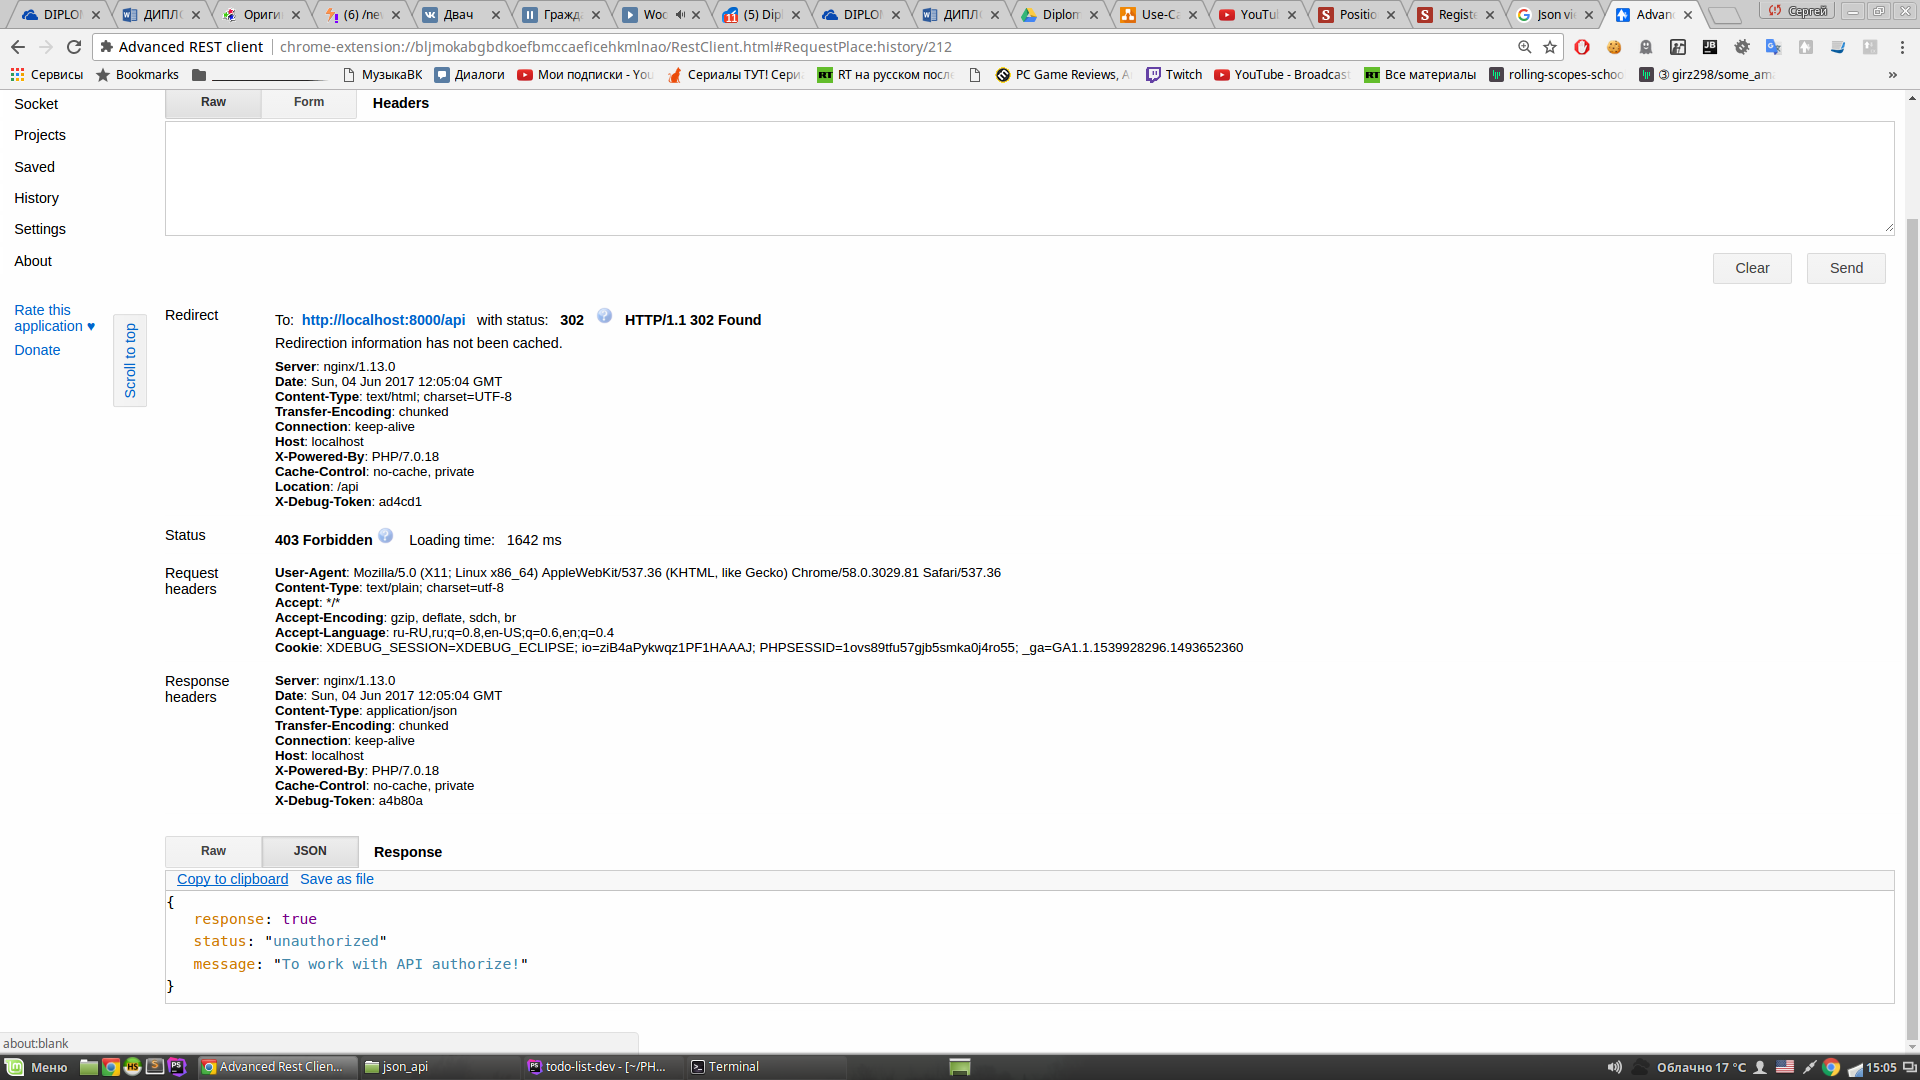 DIPLO
ДИПЛО
Ориги
(6) /ne
Двач
Гражд
Woo
(5) Dip
DIPLO
ДИПЛ
Diplom
Use-Ca
YouTu
Positio
Registe
Json vi
Advan
Сергей
Advanced REST client
chrome-extension://bljmokabgbdkoefbmccaeficehkmlnao/RestClient.html#RequestPlace:history/212
Сервисы
Bookmarks
МузыкаВК
Диалоги
Мои подписки - You
Сериалы ТУТ! Сери
RT на русском посл
PC Game Reviews, A
Twitch
YouTube - Broadcast
Все материалы
rolling-scopes-schoo
③ girz298/some_am
»
Socket
Projects
Saved
History
Settings
About
Rate this
application ♥
Donate
Scroll to top
Raw
Form
Headers
Clear
Send
Redirect
To: http://localhost:8000/api with status: 302 HTTP/1.1 302 Found
Redirection information has not been cached.
Server: nginx/1.13.0
Date: Sun, 04 Jun 2017 12:05:04 GMT
Content-Type: text/html; charset=UTF-8
Transfer-Encoding: chunked
Connection: keep-alive
Host: localhost
X-Powered-By: PHP/7.0.18
Cache-Control: no-cache, private
Location: /api
X-Debug-Token: ad4cd1
Status
403 Forbidden Loading time: 1642 ms
Request
headers
User-Agent: Mozilla/5.0 (X11; Linux x86_64) AppleWebKit/537.36 (KHTML, like Gecko) Chrome/58.0.3029.81 Safari/537.36
Content-Type: text/plain; charset=utf-8
Accept: */*
Accept-Encoding: gzip, deflate, sdch, br
Accept-Language: ru-RU,ru;q=0.8,en-US;q=0.6,en;q=0.4
Cookie: XDEBUG_SESSION=XDEBUG_ECLIPSE; io=ziB4aPykwqz1PF1HAAAJ; PHPSESSID=1ovs89tfu57gjb5smka0j4ro55; _ga=GA1.1.1539928296.1493652360
Response
headers
Server: nginx/1.13.0
Date: Sun, 04 Jun 2017 12:05:04 GMT
Content-Type: application/json
Transfer-Encoding: chunked
Connection: keep-alive
Host: localhost
X-Powered-By: PHP/7.0.18
Cache-Control: no-cache, private
X-Debug-Token: a4b80a
Raw
JSON
Response
Copy to clipboard Save as file
{
response: true
status: "unauthorized"
message: "To work with API authorize!"
}
about:blank
Меню
Advanced Rest Clien...
json_api
todo-list-dev - [~/PH...
Terminal
Облачно 17 °C
15:05